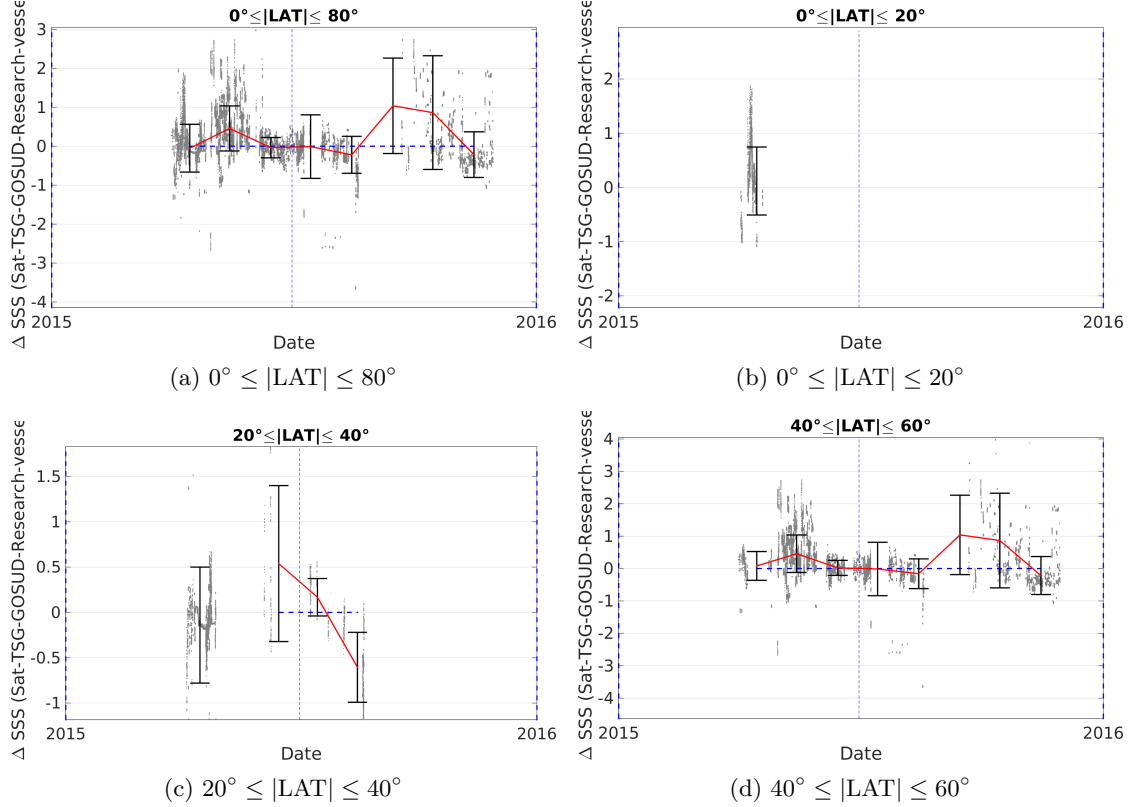 0°≤|LAT|≤ 80°
Δ SSS (Sat-TSG-GOSUD-Research-vesse
3
2
1
0
-1
-2
-3
-4
2015
2016
Date
(a) 0° ≤ |LAT| ≤ 80°
0°≤|LAT|≤ 20°
Δ SSS (Sat-TSG-GOSUD-Research-vesse
2
1
0
-1
-2
2015
2016
Date
(b) 0° ≤ |LAT| ≤ 20°
20°≤|LAT|≤ 40°
Δ SSS (Sat-TSG-GOSUD-Research-vesse
1.5
1
0.5
0
-0.5
-1
2015
2016
Date
(c) 20° ≤ |LAT| ≤ 40°
40°≤|LAT|≤ 60°
Δ SSS (Sat-TSG-GOSUD-Research-vesse
4
3
2
1
0
-1
-2
-3
-4
2015
2016
Date
(d) 40° ≤ |LAT| ≤ 60°